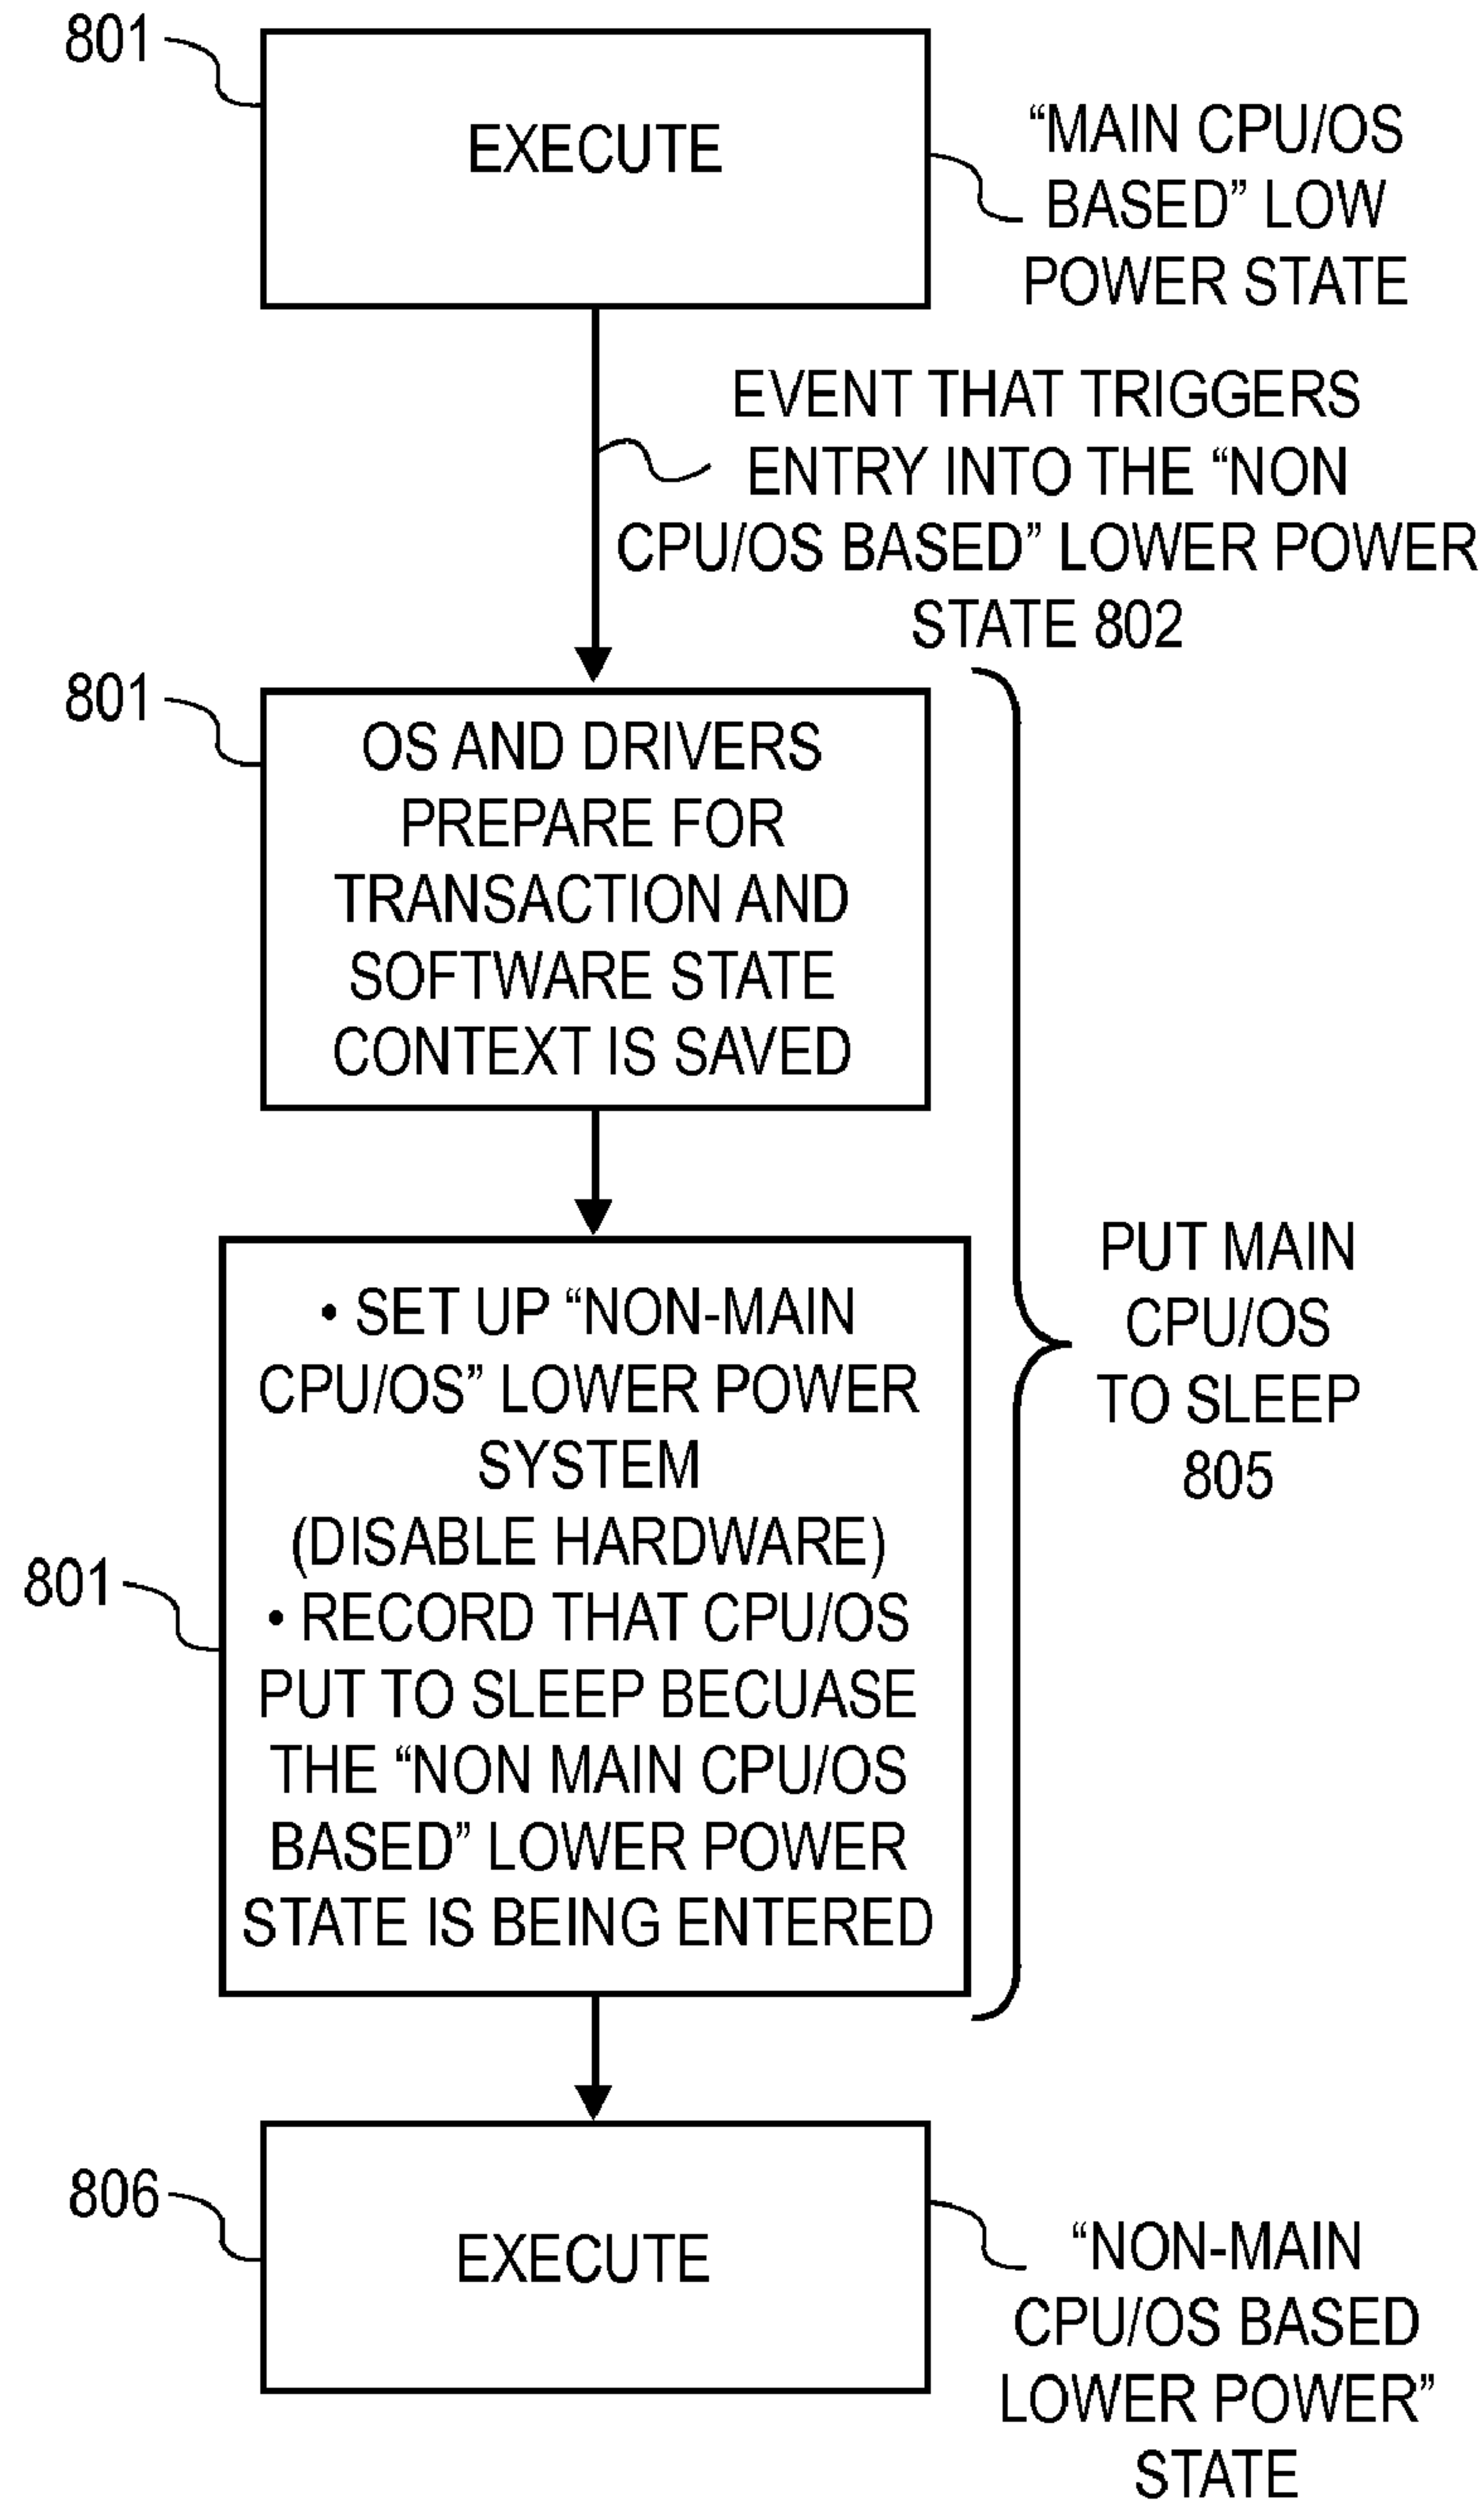 801
EXECUTE
“MAIN CPU/OS
BASED” LOW
POWER STATE
EVENT THAT TRIGGERS
ENTRY INTO THE “NON
CPU/OS BASED” LOWER POWER
STATE 802
801
OS AND DRIVERS
PREPARE FOR
TRANSACTION AND
SOFTWARE STATE
CONTEXT IS SAVED
• SET UP “NON-MAIN
CPU/OS” LOWER POWER
SYSTEM
(DISABLE HARDWARE)
• RECORD THAT CPU/OS
PUT TO SLEEP BECUASE
THE “NON MAIN CPU/OS
BASED” LOWER POWER
STATE IS BEING ENTERED
801
PUT MAIN
CPU/OS
TO SLEEP
805
806
EXECUTE
“NON-MAIN
CPU/OS BASED
LOWER POWER”
STATE